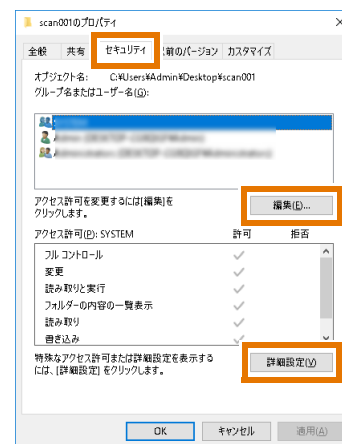 scan001のプロパティ
全般 共有 セキュリティ 前のバージョン カスタマイズ
オブジェクト名: C:¥Users¥Admin¥Desktop¥scan001
グループ名またはユーザー名(G):
アクセス許可を変更するには[編集]を
クリックします。
編集(E)...
アクセス許可(P): SYSTEM 許可 拒否
フル コントロール
変更
読み取りと実行
フォルダーの内容の一覧表示
読み取り
書き込み
特殊なアクセス許可または詳細設定を表示する
には、[詳細設定] をクリックします。
詳細設定(V)
OK キャンセル 適用(A)